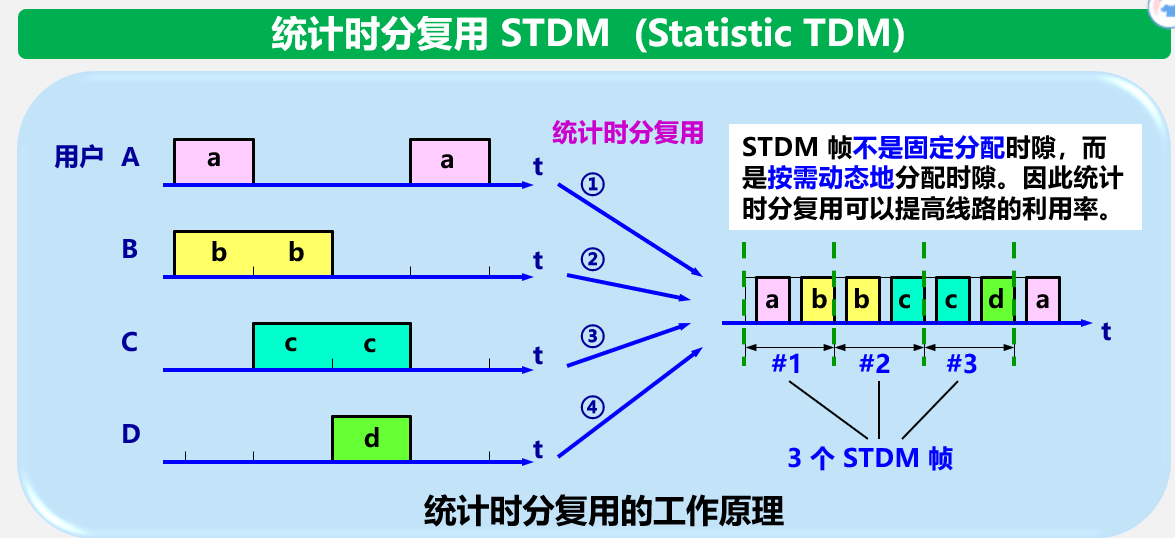 统计时分复用 STDM（Statistic TDM）
统计时分复用
STDM 帧不是固定分配时隙，而
是按需动态地分配时隙。因此统计
时分复用可以提高线路的利用率。
用户 A a a t ①
B b b t ②
C c c t ③
D d t ④
a b b c c d a t
#1 #2 #3
3 个 STDM 帧
统计时分复用的工作原理